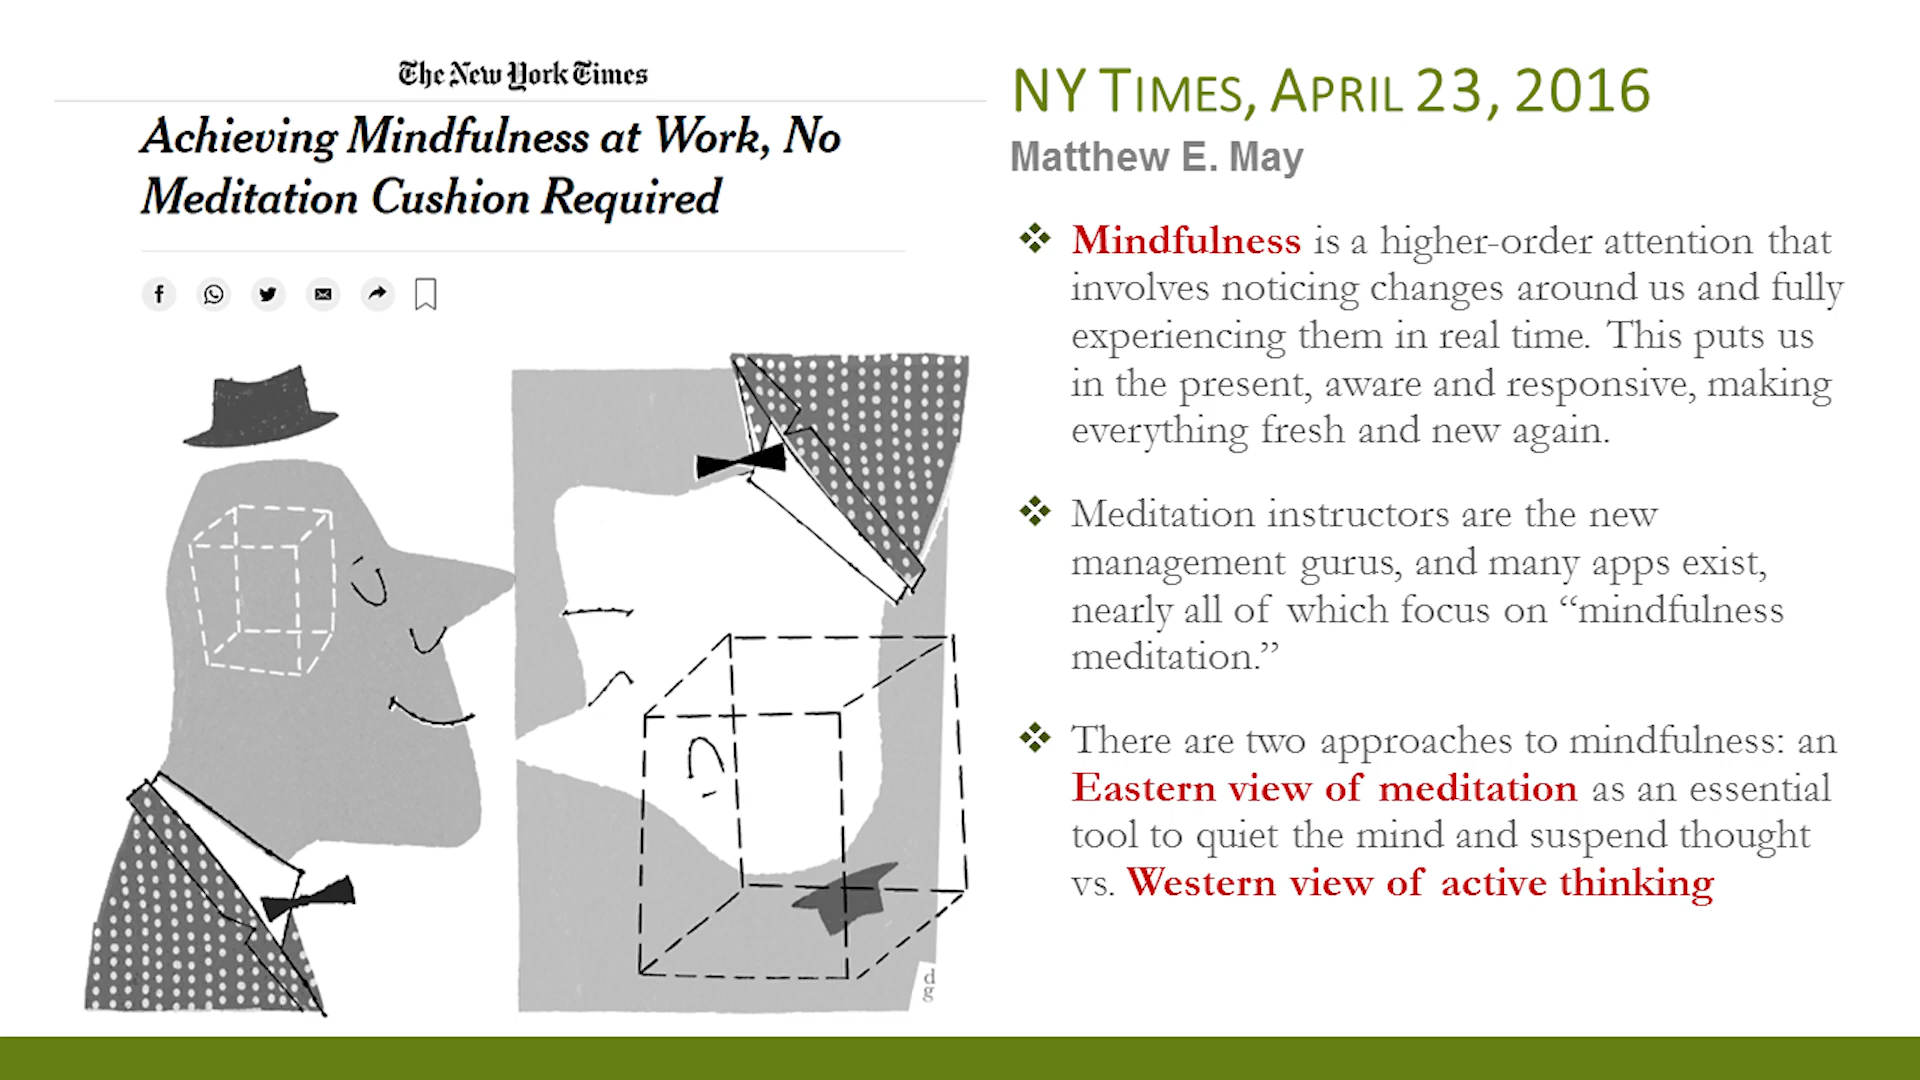 The New York Times
Achieving Mindfulness at Work, No
Meditation Cushion Required
NY TIMES, APRIL 23, 2016
Matthew E. May
Mindfulness is a higher-order attention that
involves noticing changes around us and fully
experiencing them in real time. This puts us
in the present, aware and responsive, making
everything fresh and new again.
Meditation instructors are the new
management gurus, and many apps exist,
nearly all of which focus on “mindfulness
meditation.”
There are two approaches to mindfulness: an
Eastern view of meditation as an essential
tool to quiet the mind and suspend thought
vs. Western view of active thinking
d
g